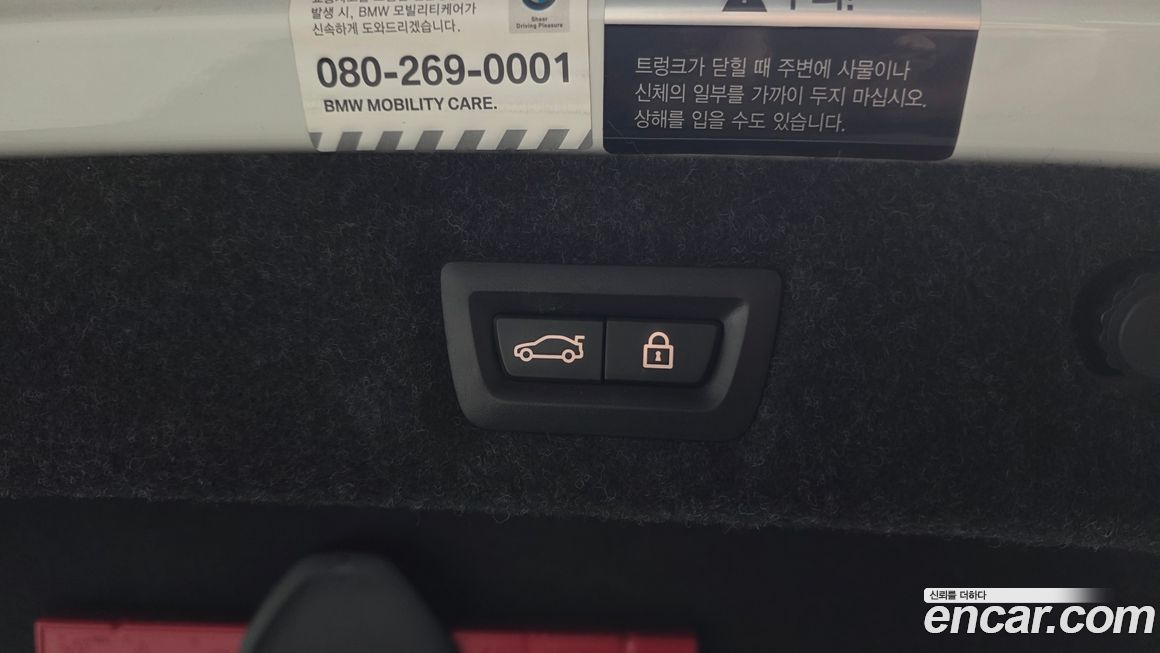 발생 시, BMW 모빌리티케어가
신속하게 도와드리겠습니다.
Sheer
Driving Pleasure
080-269-0001
BMW MOBILITY CARE.
트렁크가 닫힐 때 주변에 사물이나
신체의 일부를 가까이 두지 마십시오.
상해를 입을 수도 있습니다.
신뢰를 더하다
encar.com